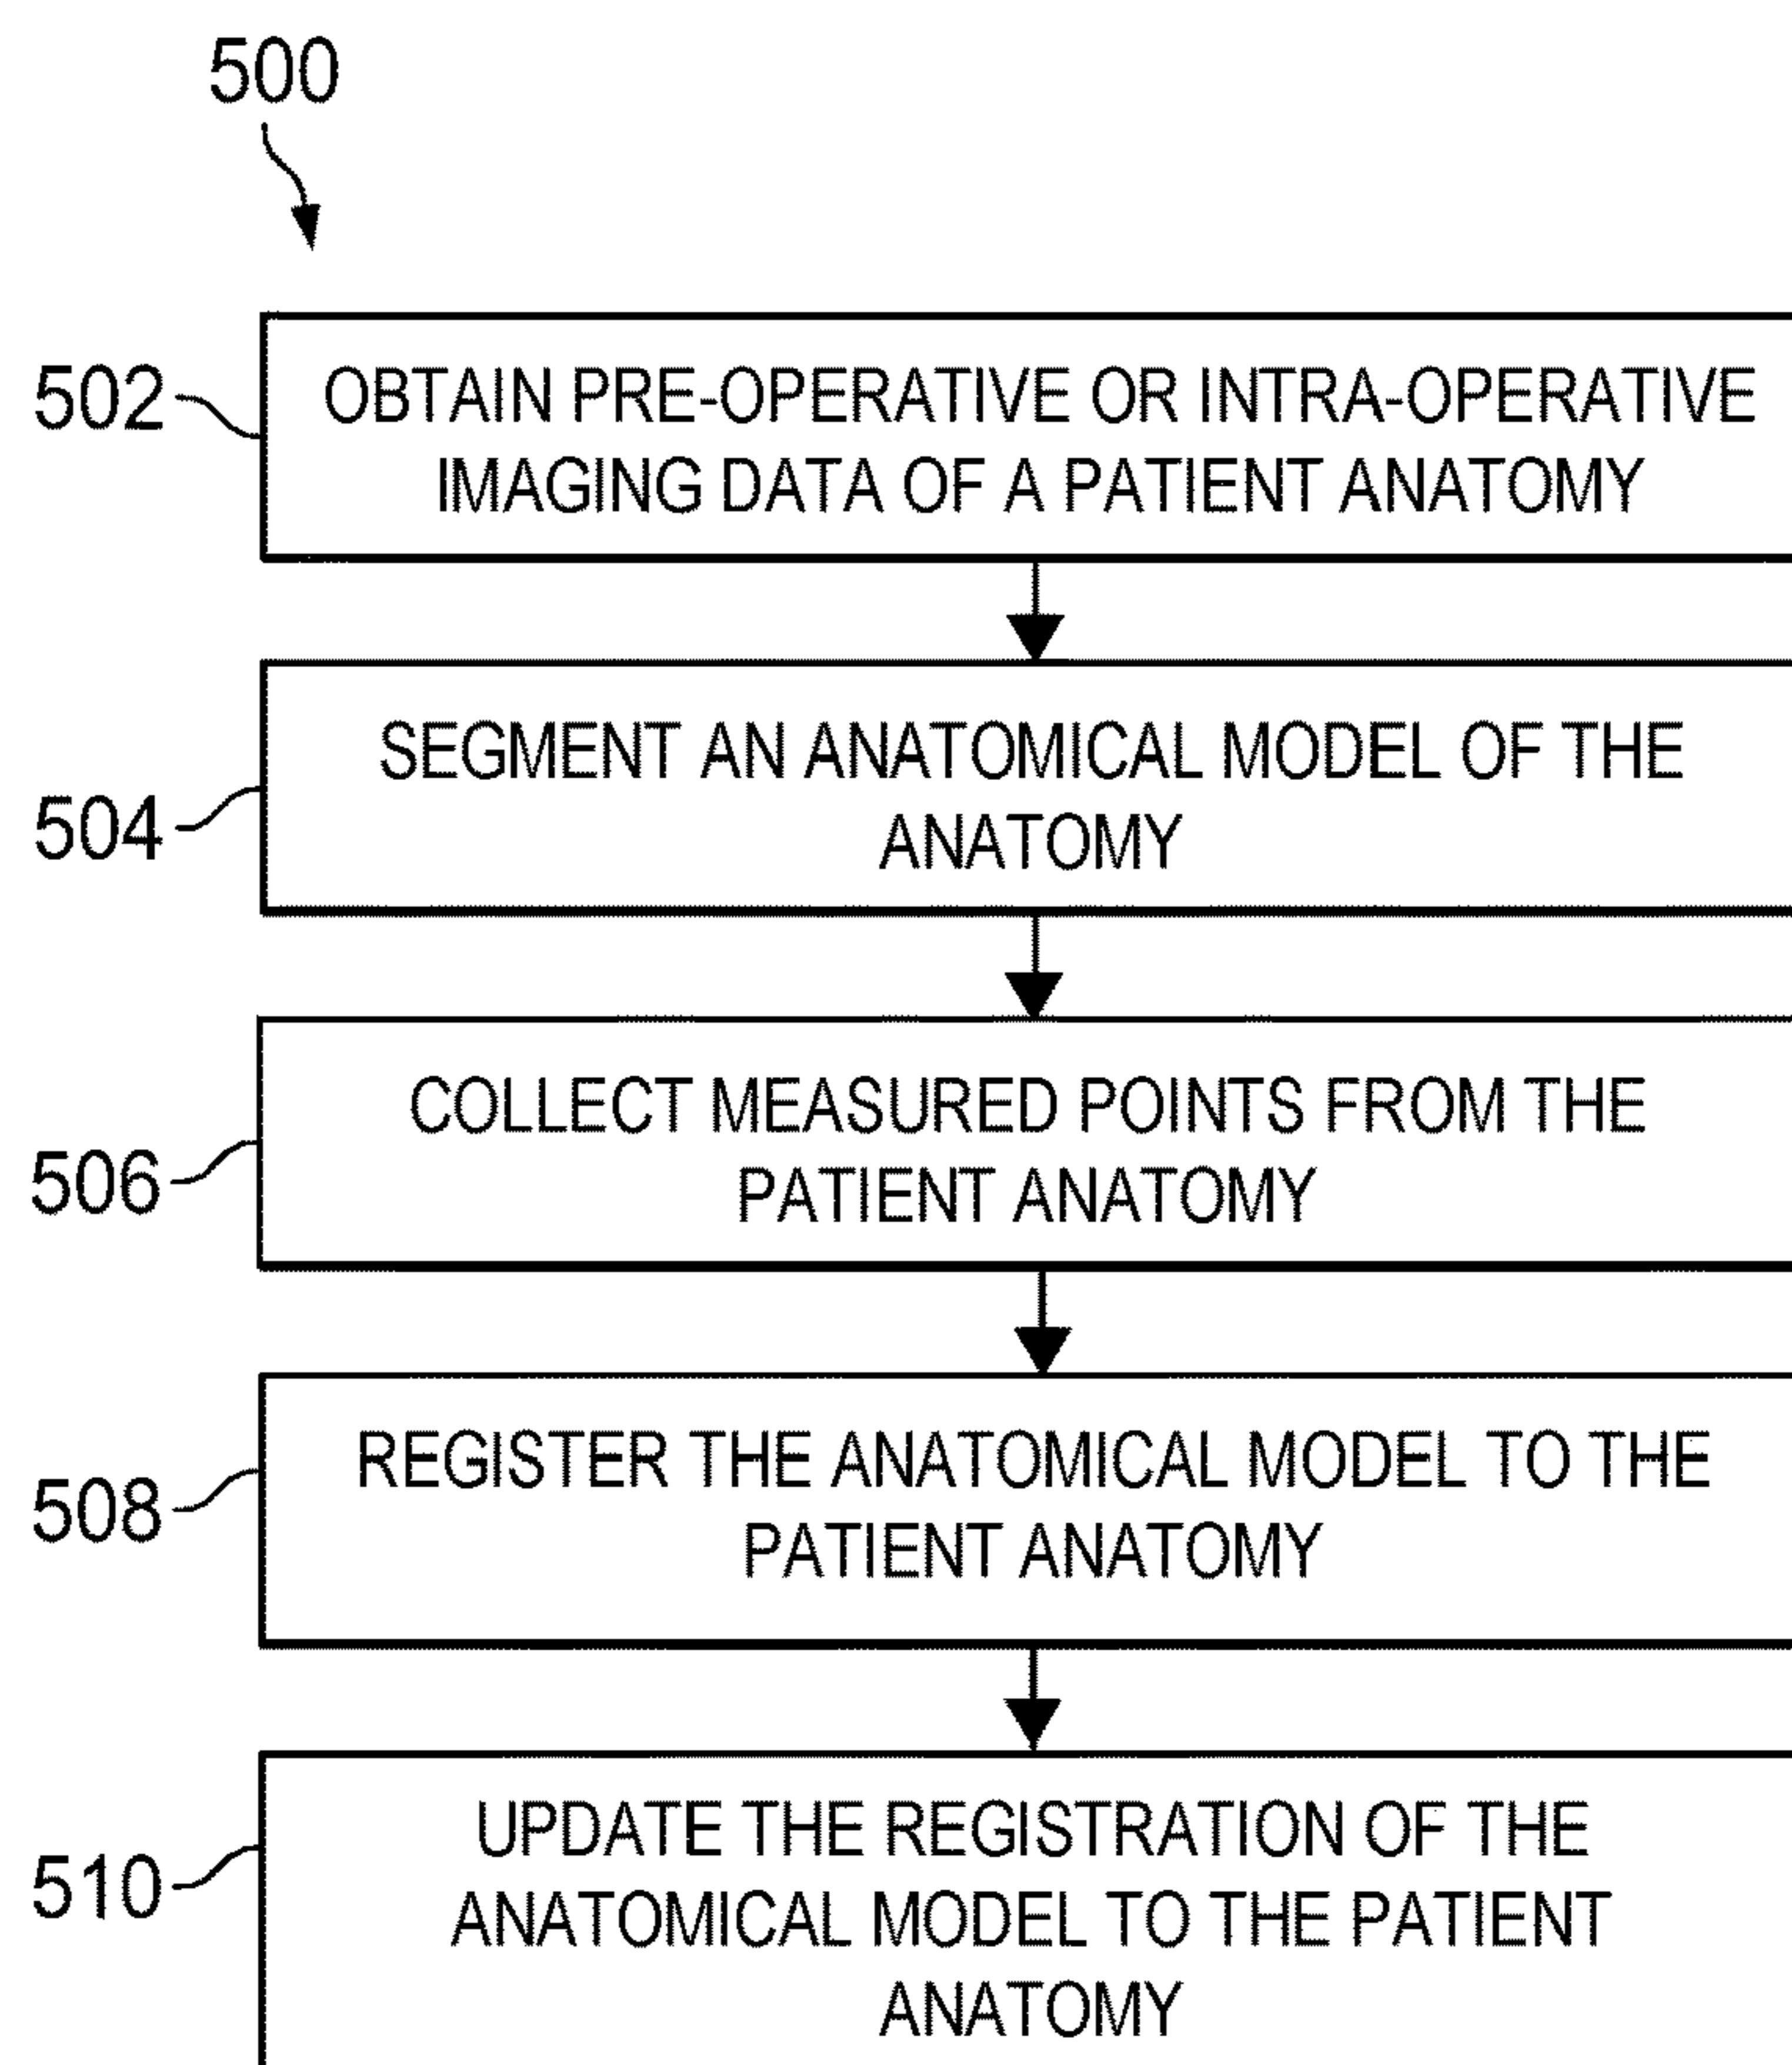 500
502
OBTAIN PRE-OPERATIVE OR INTRA-OPERATIVE
IMAGING DATA OF A PATIENT ANATOMY
504
SEGMENT AN ANATOMICAL MODEL OF THE
ANATOMY
506
COLLECT MEASURED POINTS FROM THE
PATIENT ANATOMY
508
REGISTER THE ANATOMICAL MODEL TO THE
PATIENT ANATOMY
510
UPDATE THE REGISTRATION OF THE
ANATOMICAL MODEL TO THE PATIENT
ANATOMY